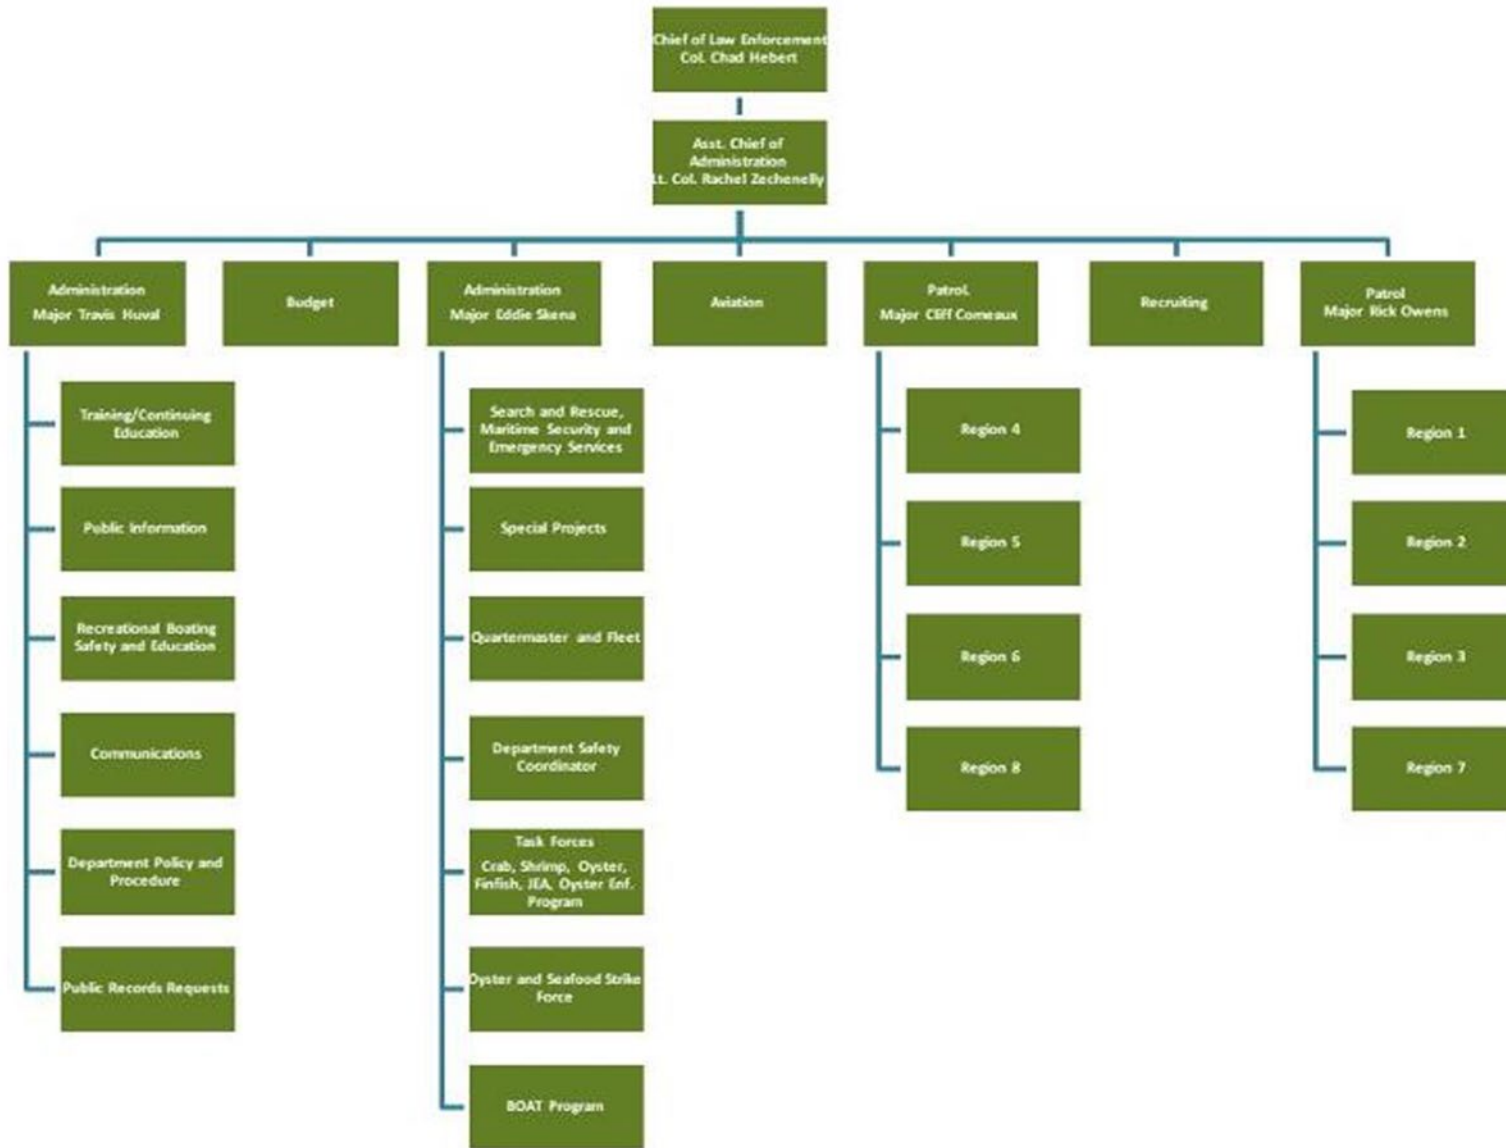 Chief of Law Enforcement
Col. Chad Hebert
Asst. Chief of
Administration
Lt. Col. Rachel Zechenelly
Administration
Major Travis Huval
Budget
Administration
Major Eddie Skena
Aviation
Patrol.
Major Cliff Comeaux
Recruiting
Patrol
Major Rick Owens
Training/Continuing
Education
Public Information
Recreational Boating
Safety and Education
Communications
Department Policy and
Procedure
Public Records Requests
Search and Rescue,
Maritime Security and
Emergency Services
Special Projects
Quartermaster and Fleet
Department Safety
Coordinator
Task Forces
Crab, Shrimp, Oyster,
Finfish, JEA, Oyster Enf.
Program
Oyster and Seafood Strike
Force
BOAT Program
Region 4
Region 5
Region 6
Region 8
Region 1
Region 2
Region 3
Region 7